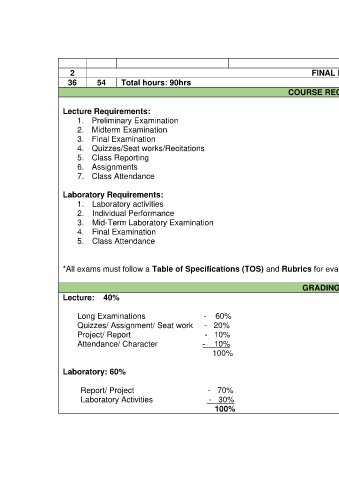 2 FINAL
36 54 Total hours: 90hrs
COURSE REQ
Lecture Requirements:
1. Preliminary Examination
2. Midterm Examination
3. Final Examination
4. Quizzes/Seat works/Recitations
5. Class Reporting
6. Assignments
7. Class Attendance
Laboratory Requirements:
1. Laboratory activities
2. Individual Performance
3. Mid-Term Laboratory Examination
4. Final Examination
5. Class Attendance
*All exams must follow a Table of Specifications (TOS) and Rubrics for eva
GRADING
Lecture: 40%
Long Examinations - 60%
Quizzes/ Assignment/ Seat work - 20%
Project/ Report - 10%
Attendance/ Character - 10%
100%
Laboratory: 60%
Report/ Project - 70%
Laboratory Activities - 30%
100%